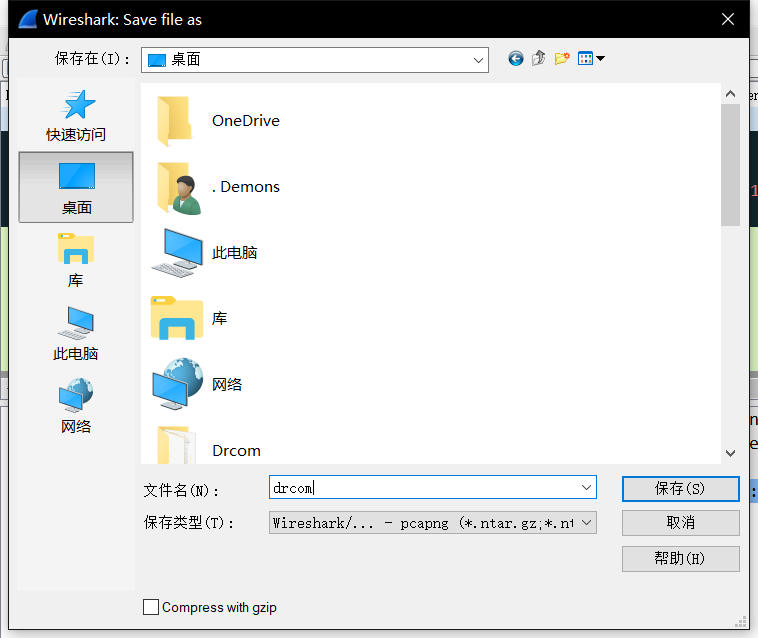 Wireshark: Save file as
保存在(I):
桌面
快速访问
桌面
库
此电脑
网络
OneDrive
. Demons
此电脑
库
网络
Drcom
文件名(N):
drcom
保存(S)
保存类型(T):
Wireshark/... - pcapng (*.ntar.gz;*.nt
取消
帮助(H)
Compress with gzip